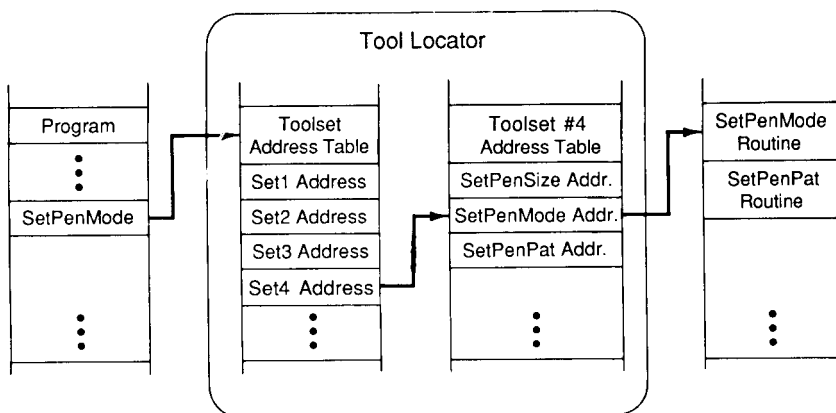 Tool Locator
Program
SetPenMode
Toolset
Address Table
Set1 Address
Set2 Address
Set3 Address
Set4 Address
Toolset #4
Address Table
SetPenSize Addr.
SetPenMode Addr.
SetPenPat Addr.
SetPenMode
Routine
SetPenPat
Routine